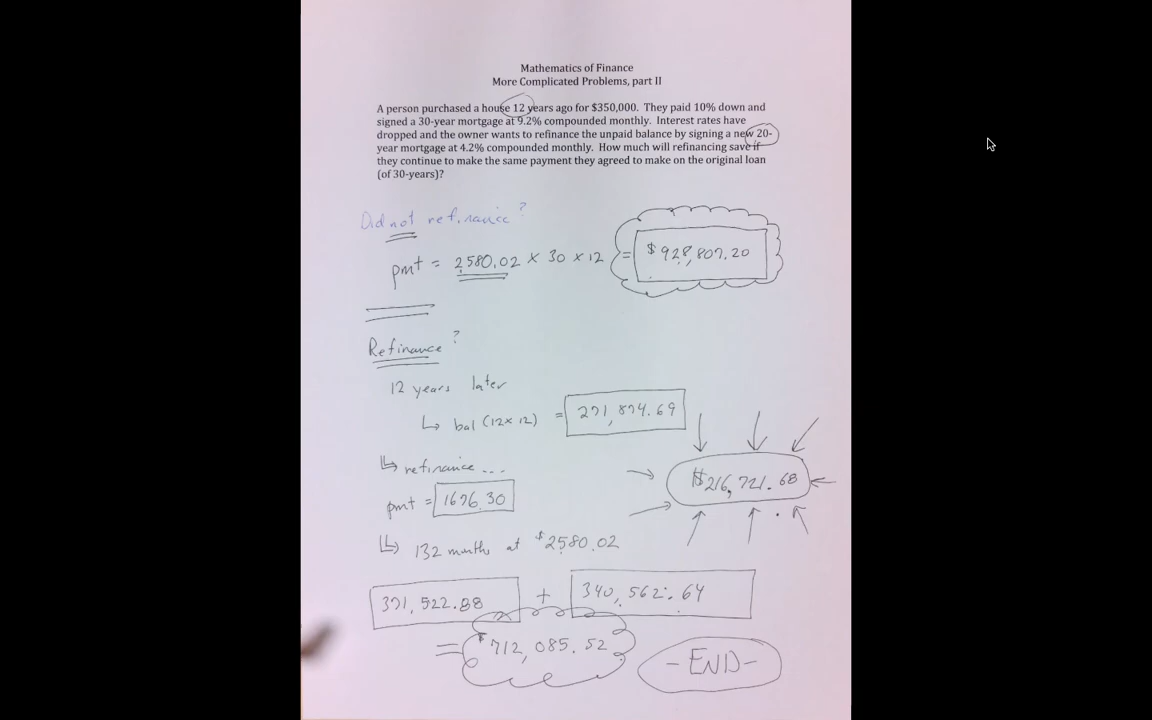 Mathematics of Finance
More Complicated Problems, part II
A person purchased a house 12 years ago for $350,000. They paid 10% down and
signed a 30-year mortgage at 9.2% compounded monthly. Interest rates have
dropped and the owner wants to refinance the unpaid balance by signing a new 20-
year mortgage at 4.2% compounded monthly. How much will refinancing save if
they continue to make the same payment they agreed to make on the original loan
(of 30-years)?
Did not refinance?
pmt = 2580.02 × 30 × 12 = $928,807.20
Refinance?
12 years later
↳ bal (12×12) = 271,874.69
↳ refinance...
$216,721.68
pmt = 1676.30
↳ 132 months at $2580.02
371,522.88 + 340,562.64
= $712,085.52
-END-